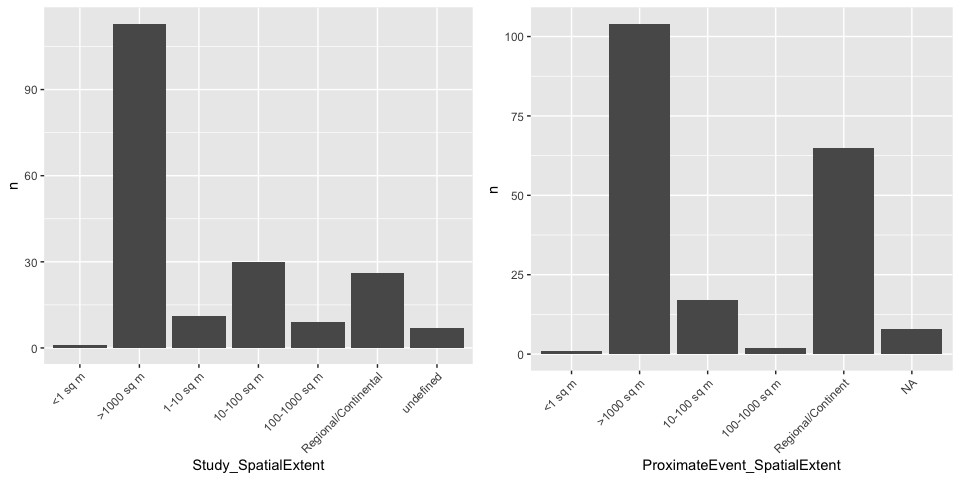 n
90
60
30
0
<1 sq m
>1000 sq m
1-10 sq m
10-100 sq m
100-1000 sq m
Regional/Continental
undefined
Study_SpatialExtent
n
100
75
50
25
0
<1 sq m
>1000 sq m
10-100 sq m
100-1000 sq m
Regional/Continent
NA
ProximateEvent_SpatialExtent